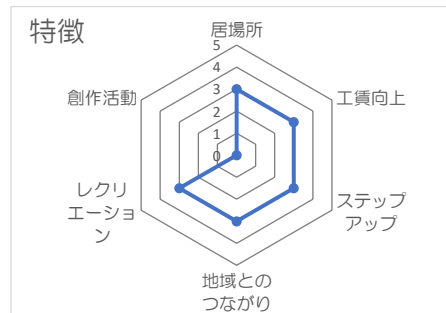 特徴
居場所
5
4
3
2
1
0
工賃向上
ステップ
アップ
地域との
つながり
レクリ
エーショ
ン
創作活動